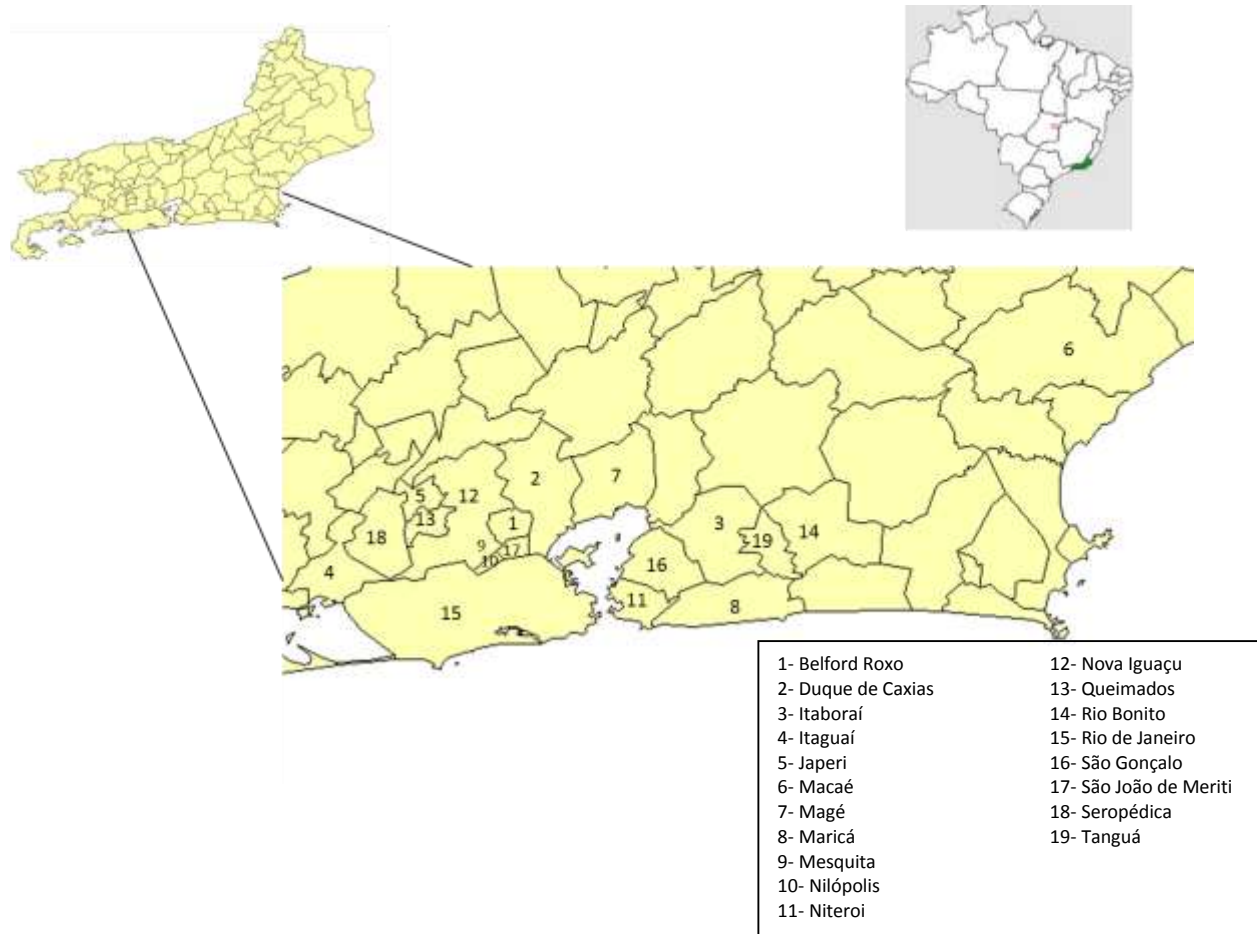 6
2
7
5
12
13
1
3
18
19
14
9
17
10
4
16
11
8
15
1- Belford Roxo
2- Duque de Caxias
3- Itaboraí
4- Itaguaí
5- Japeri
6- Macaé
7- Magé
8- Maricá
9- Mesquita
10- Nilópolis
11- Niteroi
12- Nova Iguaçu
13- Queimados
14- Rio Bonito
15- Rio de Janeiro
16- São Gonçalo
17- São João de Meriti
18- Seropédica
19- Tanguá